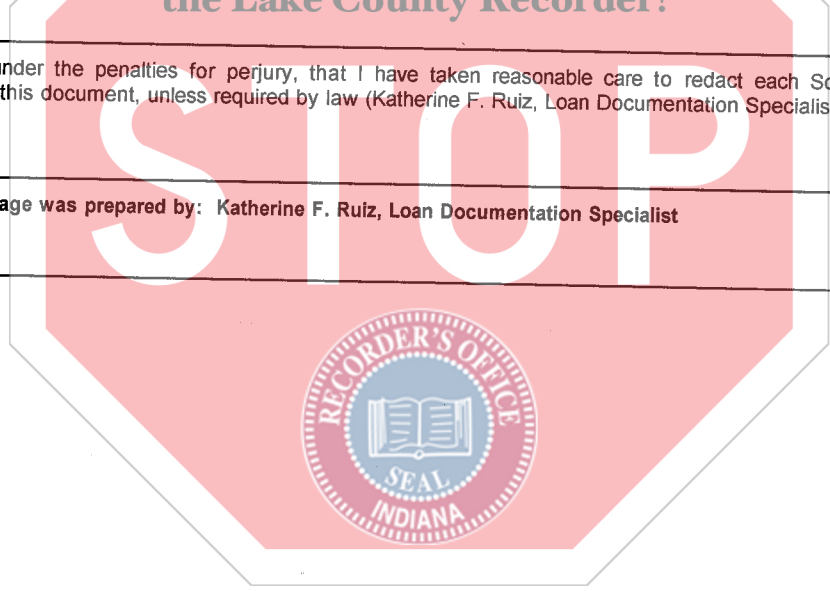 the Lake County Recorder!
nder the penalties for perjury, that I have taken reasonable care to redact each So
this document, unless required by law (Katherine F. Ruiz, Loan Documentation Specialis
STOP
age was prepared by: Katherine F. Ruiz, Loan Documentation Specialist
RECORDER'S OFFICE
SEAL
INDIANA